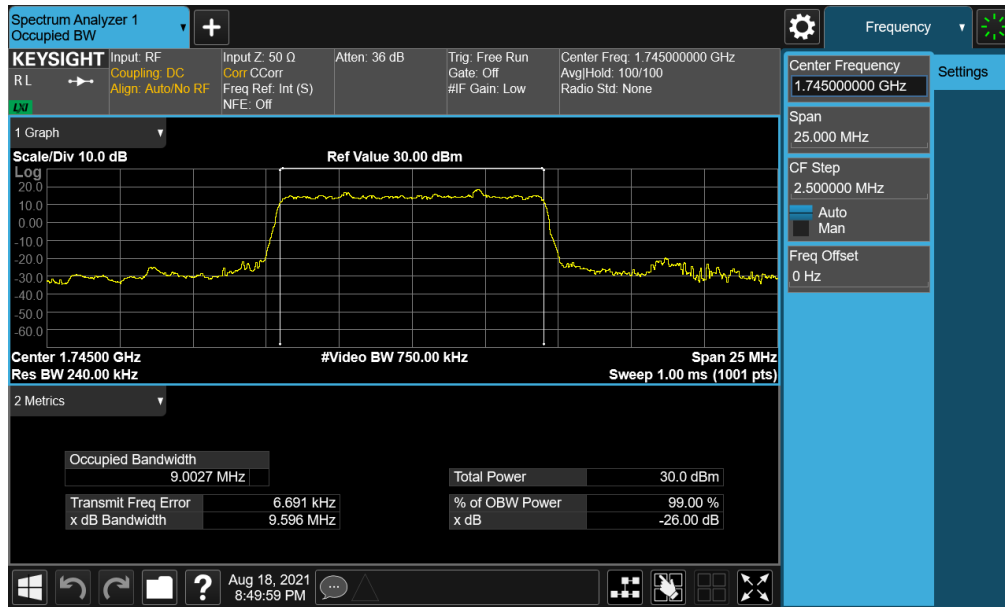 Spectrum Analyzer 1
Occupied BW
Frequency
KEYSIGHT
R L
LXI
Input: RF
Coupling: DC
Align: Auto/No RF
Input Z: 50 Ω
Corr CCorr
Freq Ref: Int (S)
NFE: Off
Atten: 36 dB
Trig: Free Run
Gate: Off
#IF Gain: Low
Center Freq: 1.745000000 GHz
Avg|Hold: 100/100
Radio Std: None
Center Frequency
1.745000000 GHz
Settings
Span
25.000 MHz
CF Step
2.500000 MHz
Auto
Man
Freq Offset
0 Hz
1 Graph
Scale/Div 10.0 dB
Ref Value 30.00 dBm
Log
20.0
10.0
0.00
-10.0
-20.0
-30.0
-40.0
-50.0
-60.0
Center 1.74500 GHz
#Video BW 750.00 kHz
Span 25 MHz
Res BW 240.00 kHz
Sweep 1.00 ms (1001 pts)
2 Metrics
Occupied Bandwidth
9.0027 MHz
Total Power 30.0 dBm
Transmit Freq Error 6.691 kHz
% of OBW Power 99.00 %
x dB Bandwidth 9.596 MHz
x dB -26.00 dB
?
Aug 18, 2021
8:49:59 PM